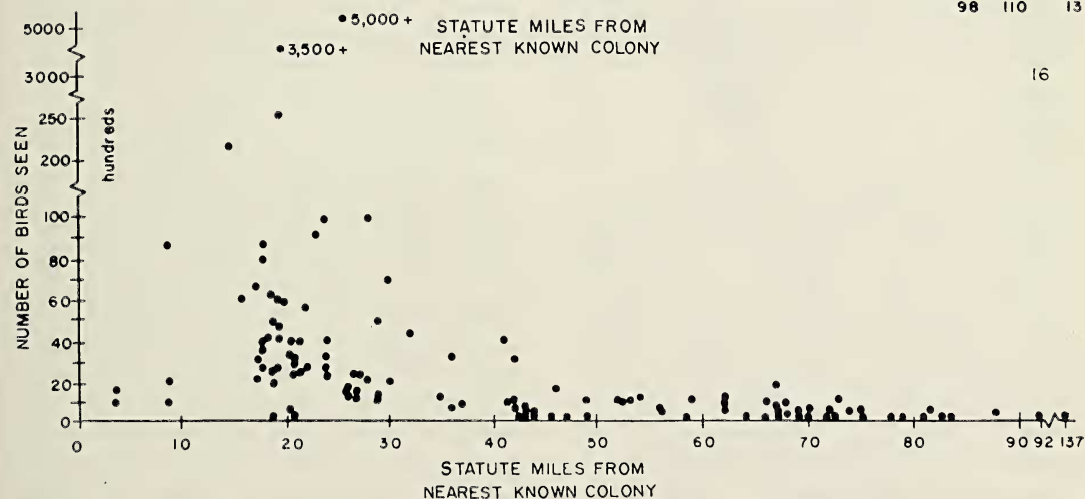 98 110 13
5,000 +
STATUTE MILES FROM
NEAREST KNOWN COLONY
3,500 +
16
NUMBER OF BIRDS SEEN
hundreds
5000
3000
250
200
100
80
60
40
20
0
0 10 20 30 40 50 60 70 80 90 92 137
STATUTE MILES FROM
NEAREST KNOWN COLONY